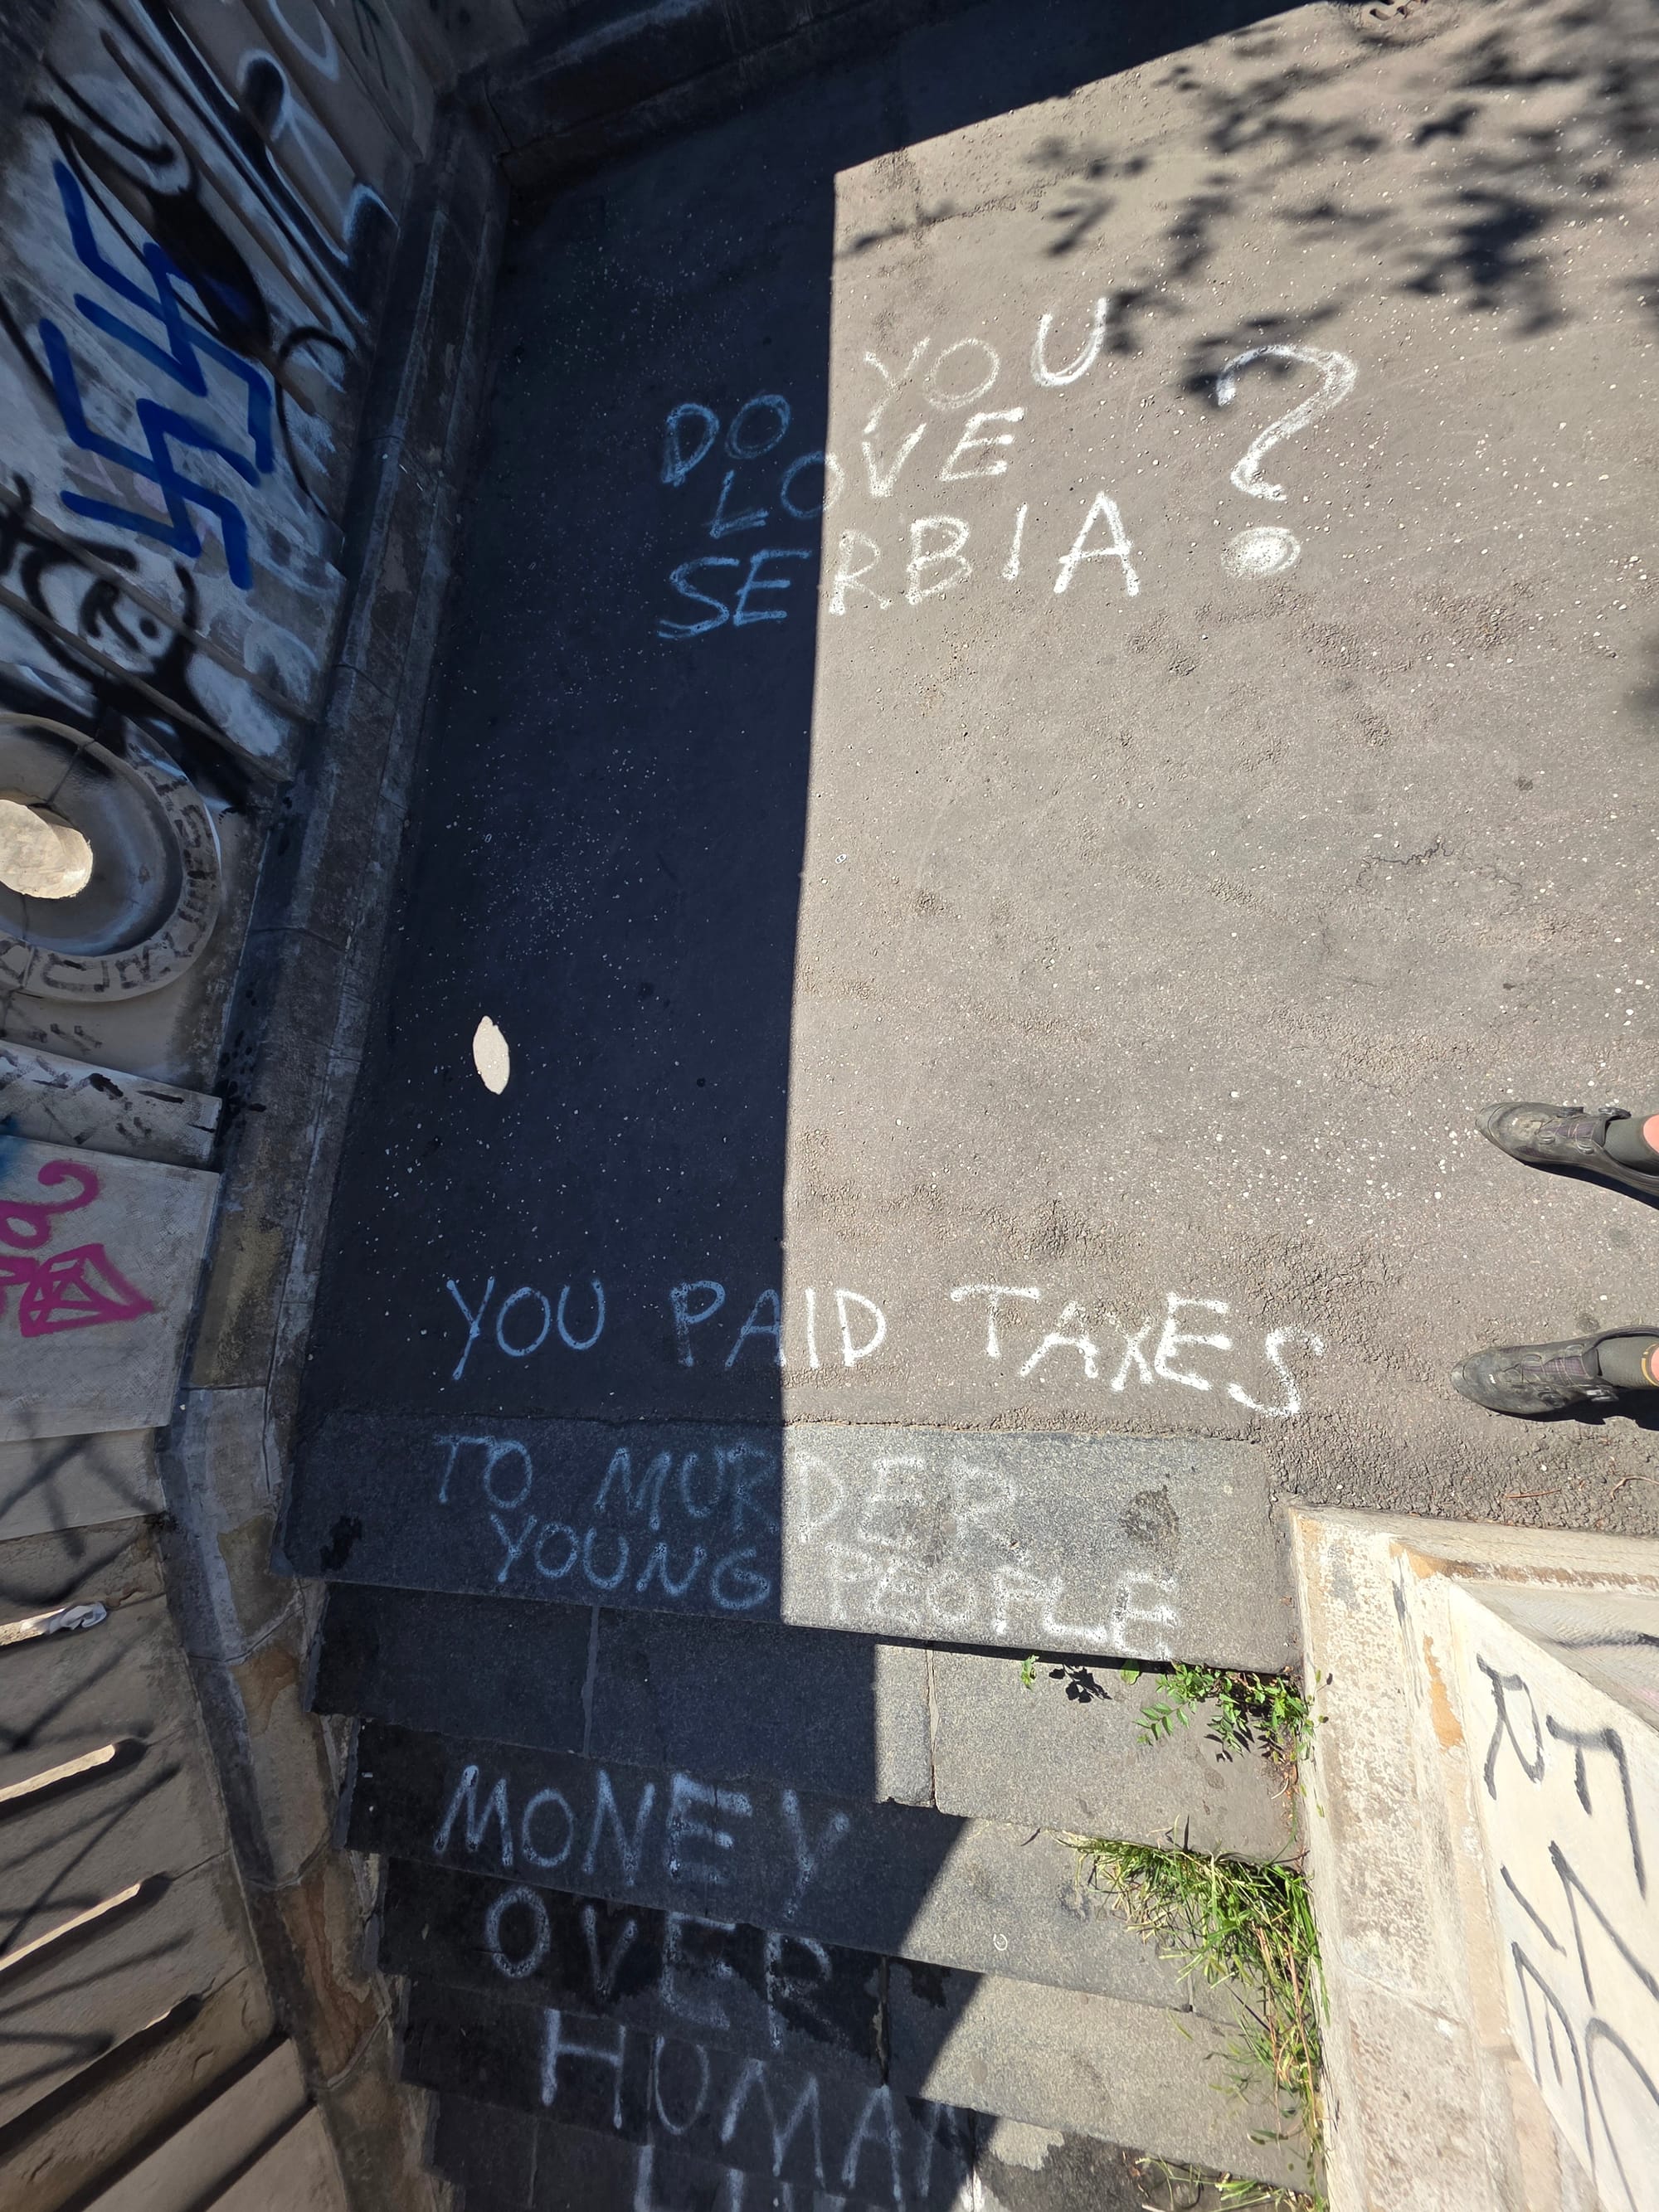 DO YOU
LOVE
SERBIA ?
YOU PAID TAXES
TO MURDER
YOUNG PEOPLE
MONEY
OVER
HUMAN